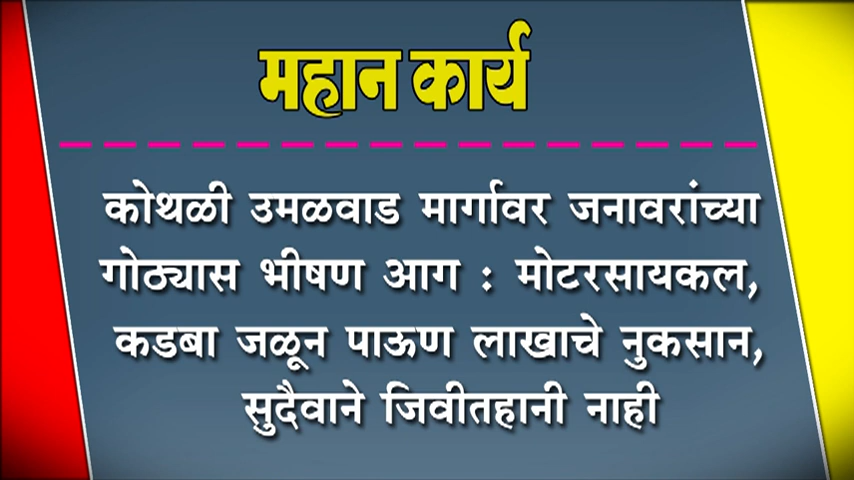 महान कार्य
कोथळी उमळवाड मार्गावर जनावरांच्या
गोठ्यास भीषण आग : मोटरसायकल,
कडबा जळून पाऊण लाखाचे नुकसान,
सुदैवाने जिवीतहानी नाही